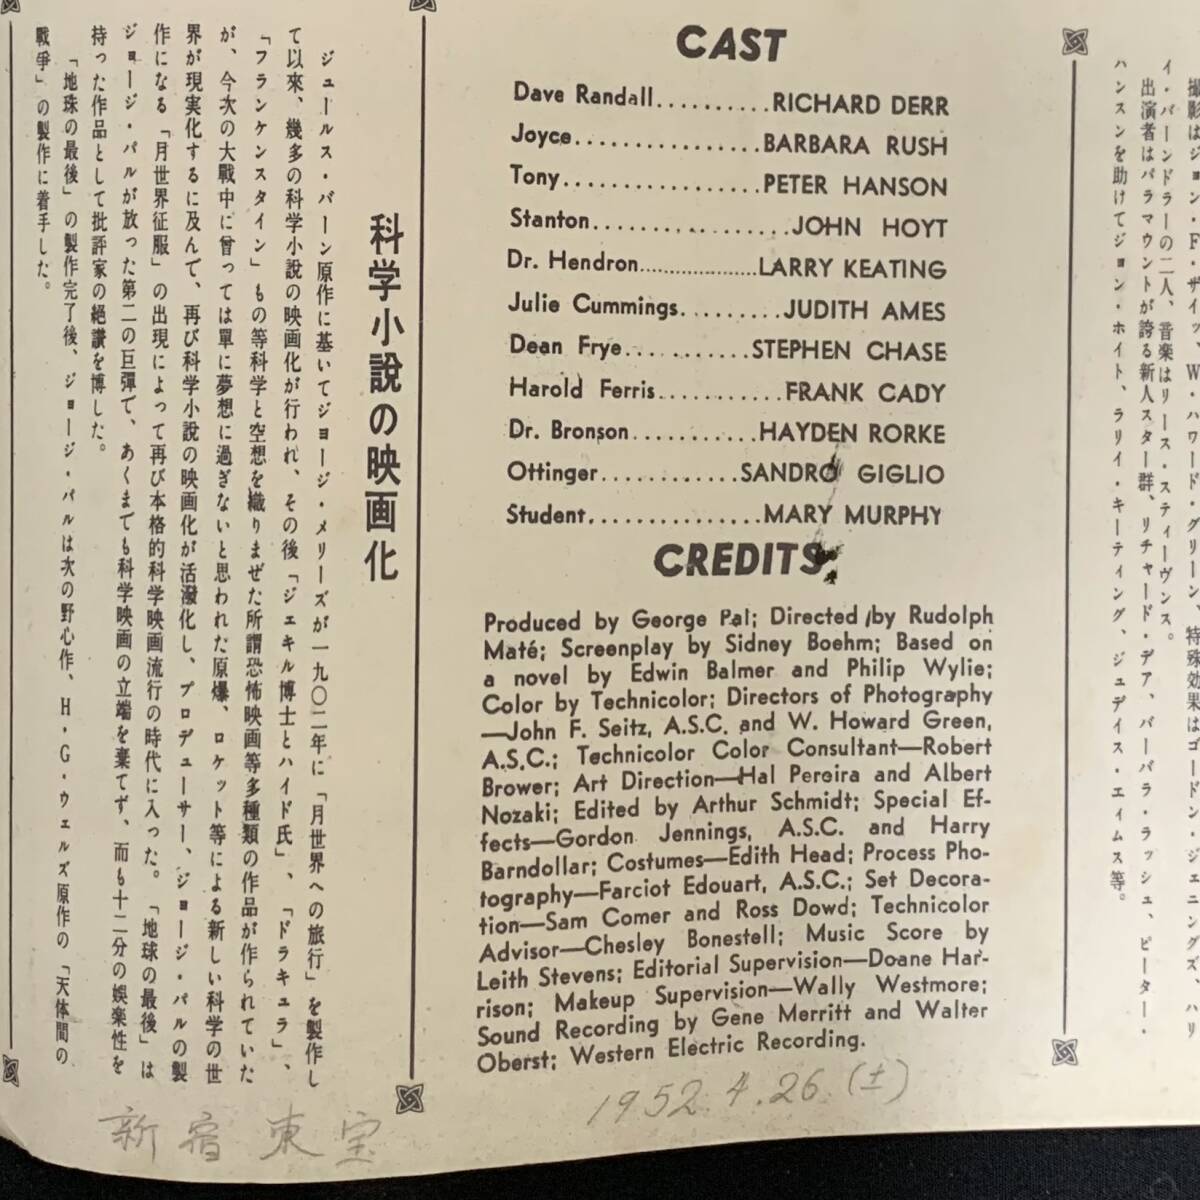 撮影はジョン・F・ザイツ、W・ハワード・グリーン、特殊効果はゴードン・ジェニングズ、ハリ
イ・バーンドラーの二人、音楽はリース・スティーヴンス。
出演者はパラマウントが誇る新人スター群、リチャード・デア、バーバラ・ラッシュ、ピーター・
ハンスンを助けてジョン・ホイト、ラリイ・キーティング、ジュディス・エイムス等。
CAST
Dave Randall..........RICHARD DERR
Joyce................BARBARA RUSH
Tony.................PETER HANSON
Stanton.................JOHN HOYT
Dr. Hendron..............LARRY KEATING
Julie Cummings.........JUDITH AMES
Dean Frye...........STEPHEN CHASE
Harold Ferris...........FRANK CADY
Dr. Bronson...........HAYDEN RORKE
Ottinger............SANDRO GIGLIO
Student...............MARY MURPHY
CREDITS
Produced by George Pal; Directed by Rudolph
Maté; Screenplay by Sidney Boehm; Based on
a novel by Edwin Balmer and Philip Wylie;
Color by Technicolor; Directors of Photography
—John F. Seitz, A.S.C. and W. Howard Green,
A.S.C.; Technicolor Color Consultant—Robert
Brower; Art Direction—Hal Pereira and Albert
Nozaki; Edited by Arthur Schmidt; Special Ef-
fects—Gordon Jennings, A.S.C. and Harry
Barndollar; Costumes—Edith Head; Process Pho-
tography—Farciot Edouart, A.S.C.; Set Decora-
tion—Sam Comer and Ross Dowd; Technicolor
Advisor—Chesley Bonestell; Music Score by
Leith Stevens; Editorial Supervision—Doane Har-
rison; Makeup Supervision—Wally Westmore;
Sound Recording by Gene Merritt and Walter
Oberst; Western Electric Recording.
1952.4.26(土)
科学小説の映画化
ジュールス・バーン原作に基いてジョージ・メリーズが一九〇二年に「月世界への旅行」を製作し
て以来、幾多の科学小説の映画化が行われ、その後「ジェキル博士とハイド氏」、「ドラキュラ」、
「フランケンスタイン」もの等科学と空想を織りまぜた所謂恐怖映画等多種類の作品が作られていた
が、今次の大戰中に曾っては單に夢想に過ぎないと思われた原爆、ロケット等による新しい科学の世
界が現実化するに及んで、再び科学小説の映画化が活潑化し、プロデューサー、ジョージ・パルの製
作になる「月世界征服」の出現によって再び本格的科学映画流行の時代に入った。「地球の最後」は
ジョージ・パルが放った第二の巨彈で、あくまでも科学映画の立端を棄てず、而も十二分の娯楽性を
持った作品として批評家の絶讃を博した。
「地珠の最後」の製作完了後、ジョージ・パルは次の野心作、H・G・ウェルズ原作の「天体間の
戰爭」の製作に着手した。
新宿東宝